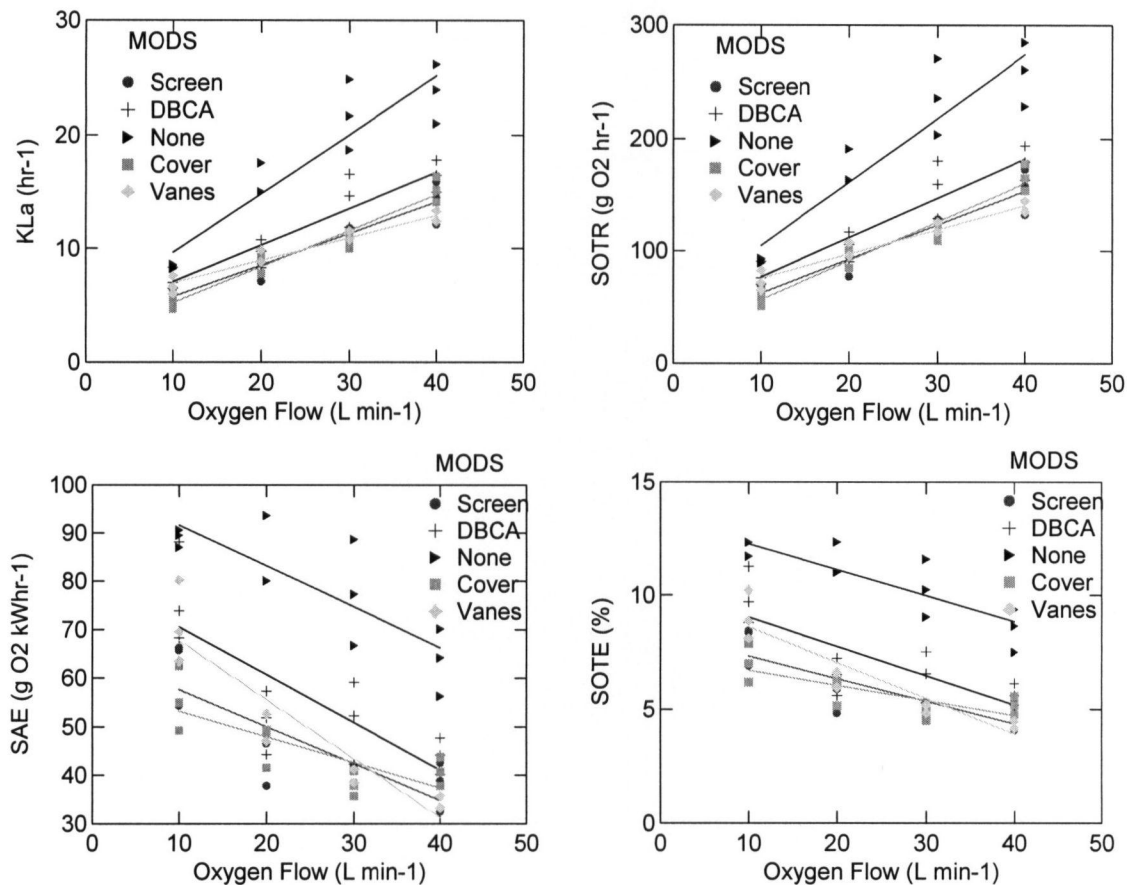 30
20
10
0
KLa (hr-1)
MODS
Screen
DBCA
None
Cover
Vanes
0 10 20 30 40 50
Oxygen Flow (L min-1)
300
200
100
0
SOTR (g O2 hr-1)
MODS
Screen
DBCA
None
Cover
Vanes
0 10 20 30 40 50
Oxygen Flow (L min-1)
100
90
80
70
60
50
40
30
SAE (g O2 kWhr-1)
MODS
Screen
DBCA
None
Cover
Vanes
0 10 20 30 40 50
Oxygen Flow (L min-1)
15
10
5
0
SOTE (%)
MODS
Screen
DBCA
None
Cover
Vanes
0 10 20 30 40 50
Oxygen Flow (L min-1)